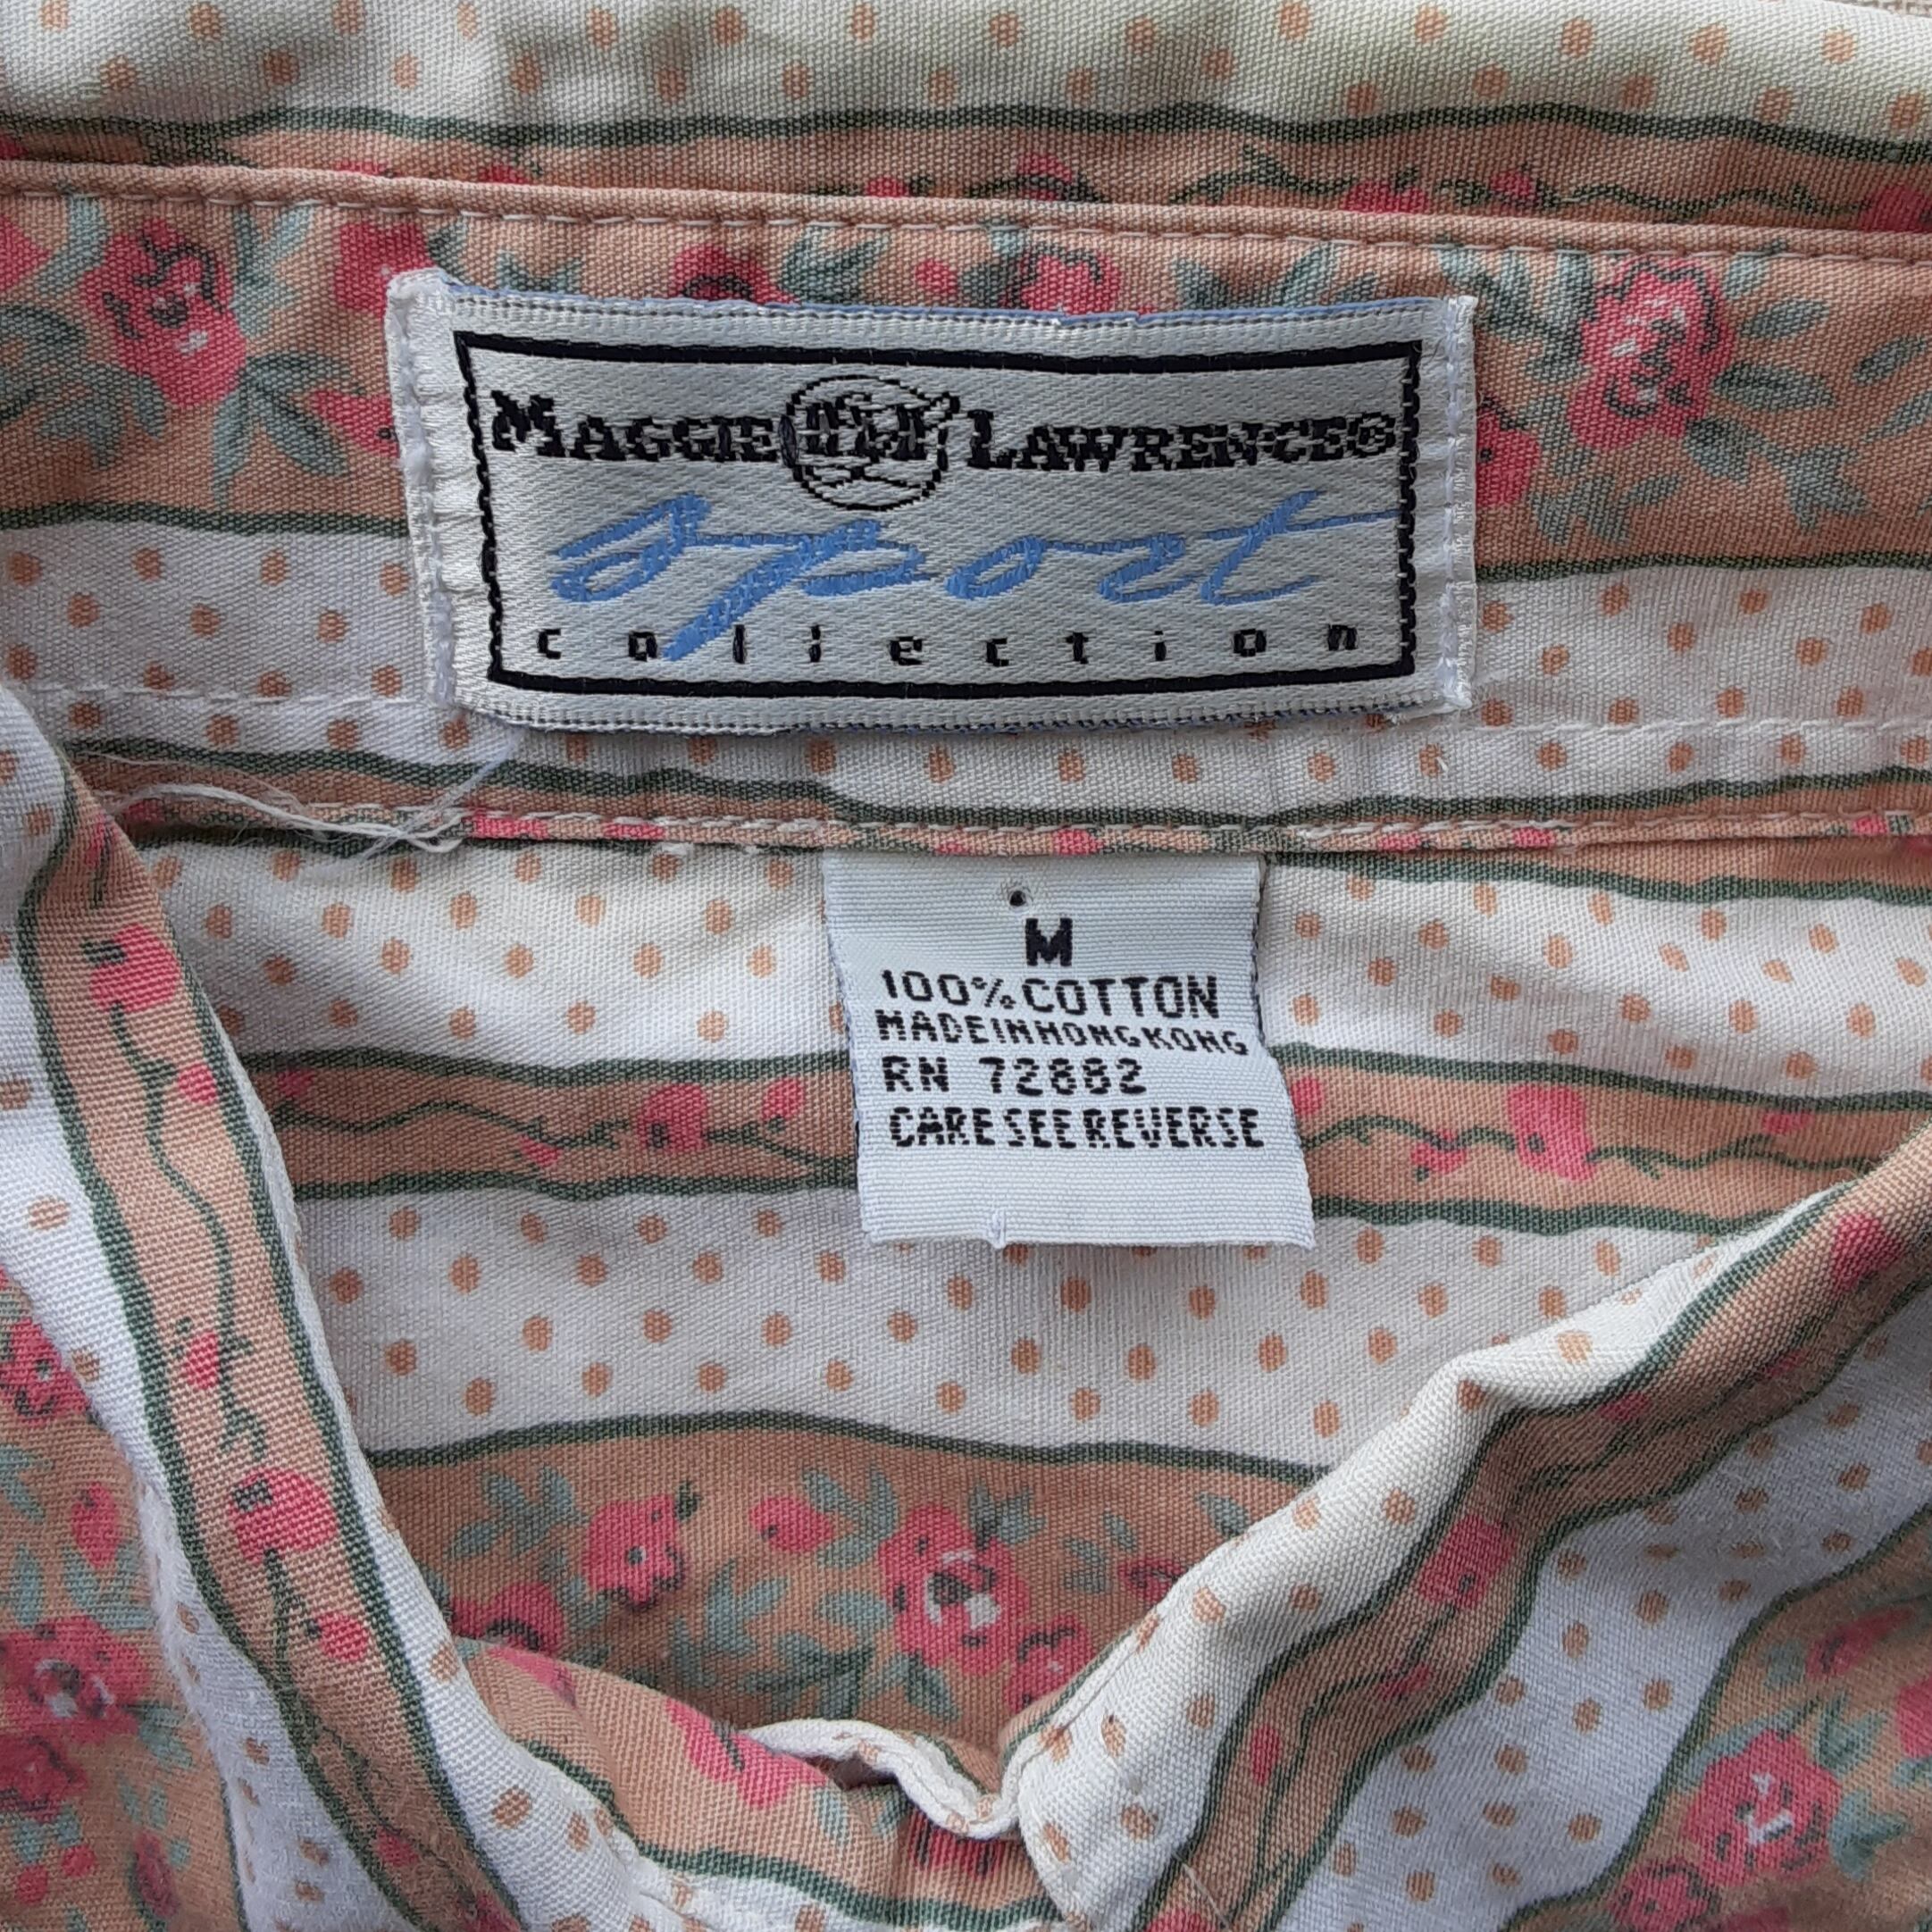 MAGGIE LAWRENCE®
sport
collection
M
100% COTTON
MADE IN HONG KONG
RN 72882
CARE SEE REVERSE